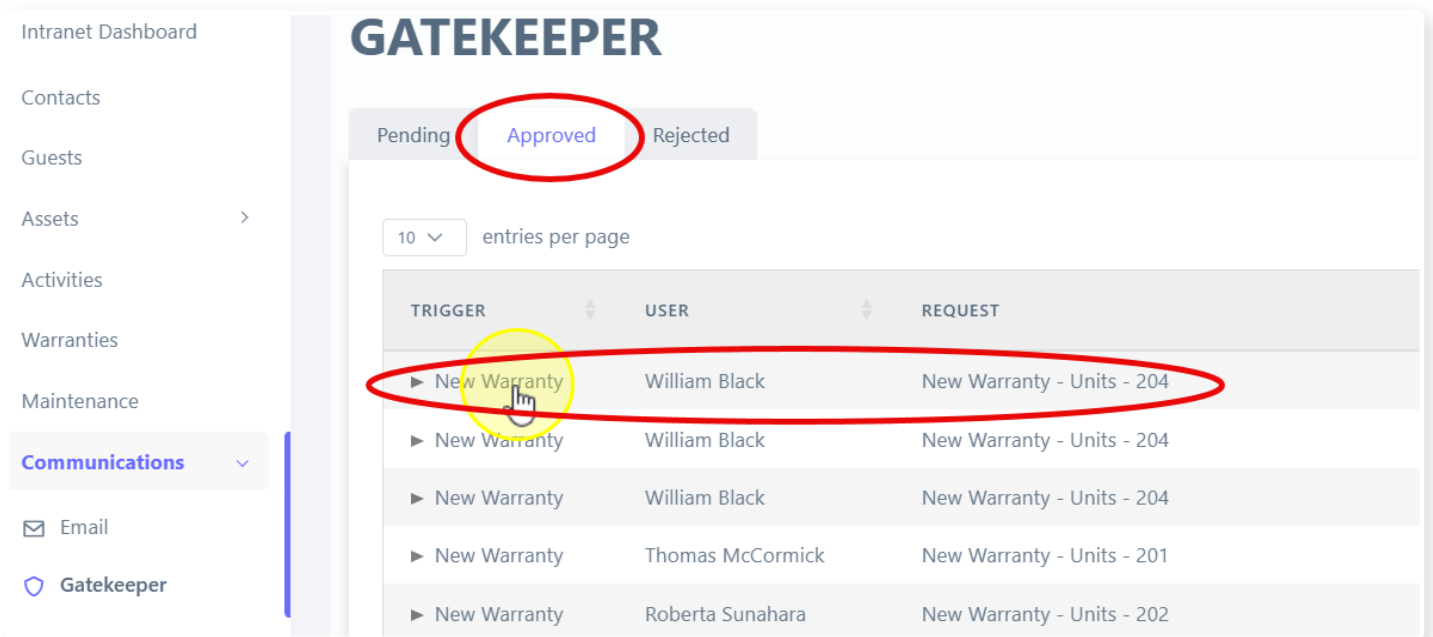 Intranet Dashboard
Contacts
Guests
Assets
Activities
Warranties
Maintenance
Communications
Email
Gatekeeper
GATEKEEPER
Pending Approved Rejected
10 entries per page
TRIGGER USER REQUEST
New Warranty William Black New Warranty - Units - 204
New Warranty William Black New Warranty - Units - 204
New Warranty William Black New Warranty - Units - 204
New Warranty Thomas McCormick New Warranty - Units - 201
New Warranty Roberta Sunahara New Warranty - Units - 202